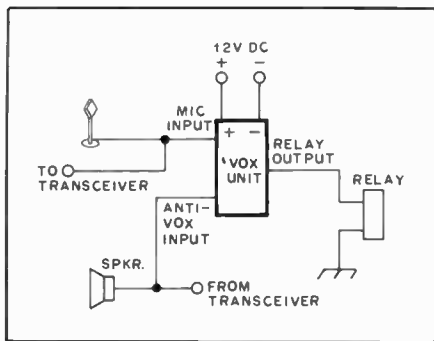 12V DC
+ −
MIC
INPUT
+ −
VOX
UNIT
RELAY
OUTPUT
RELAY
TO
TRANSCEIVER
ANTI-
VOX
INPUT
SPKR.
FROM
TRANSCEIVER